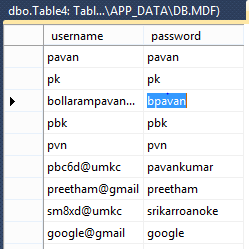 dbo.Table4: Tabl...\APP_DATA\DB.MDF)
username password
pavan pavan
pk pk
bollarampavan... bpavan
pbk pbk
pvn pvn
pbc6d@umkc pavankumar
preetham@gmail preetham
sm8xd@umkc srikarroanoke
google@gmail google